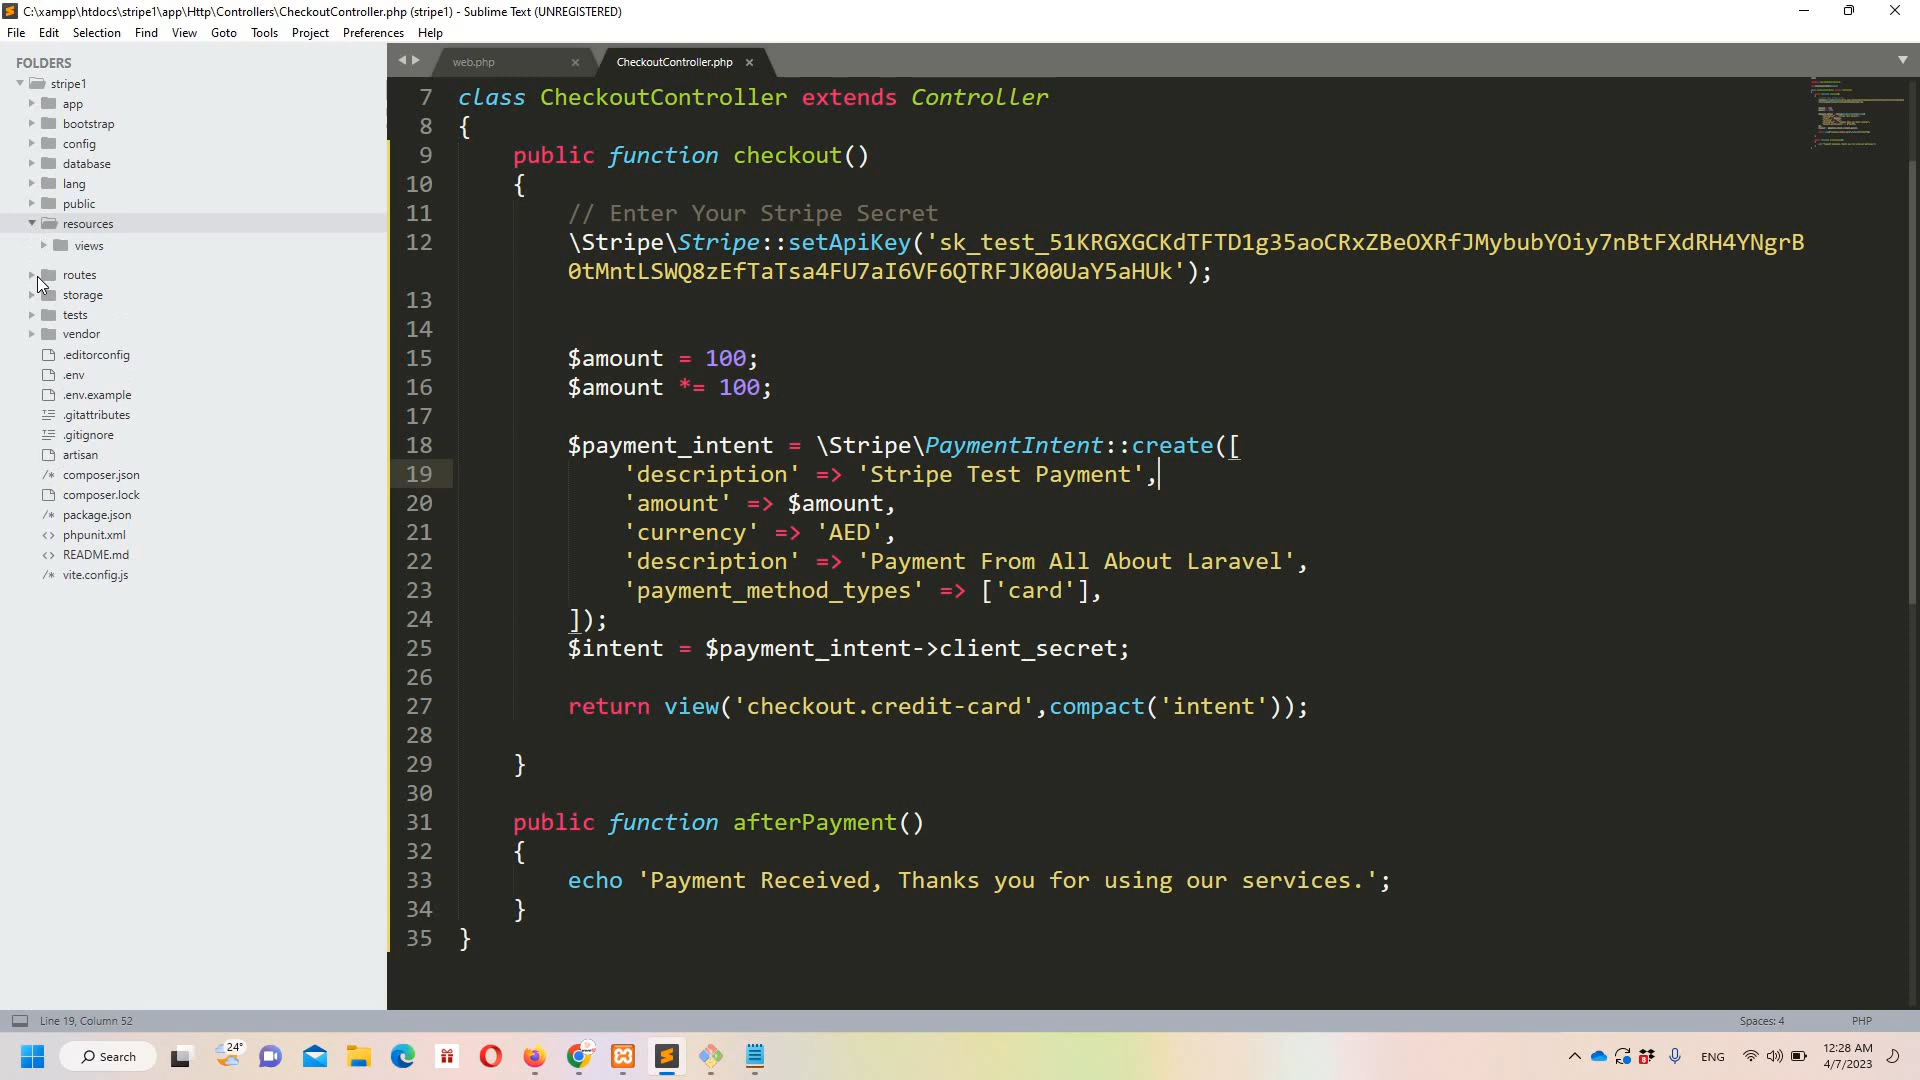 C:\xampp\htdocs\stripe1\app\Http\Controllers\CheckoutController.php (stripe1) - Sublime Text (UNREGISTERED)
File Edit Selection Find View Goto Tools Project Preferences Help
FOLDERS
stripe1
app
bootstrap
config
database
lang
public
resources
views
routes
storage
tests
vendor
.editorconfig
.env
.env.example
.gitattributes
.gitignore
artisan
composer.json
composer.lock
package.json
phpunit.xml
README.md
vite.config.js
web.php
CheckoutController.php
7 class CheckoutController extends Controller
8 {
9 public function checkout()
10 {
11 // Enter Your Stripe Secret
12 \Stripe\Stripe::setApiKey('sk_test_51KRGXGCKdTFTD1g35aoCRxZBeOXRfJMybubYOiy7nBtFXdRH4YNgrB
0tMntLSWQ8zEfTaTsa4FU7aI6VF6QTRFJK00UaY5aHUk');
13
14
15 $amount = 100;
16 $amount *= 100;
17
18 $payment_intent = \Stripe\PaymentIntent::create([
19 'description' => 'Stripe Test Payment',
20 'amount' => $amount,
21 'currency' => 'AED',
22 'description' => 'Payment From All About Laravel',
23 'payment_method_types' => ['card'],
24 ]);
25 $intent = $payment_intent->client_secret;
26
27 return view('checkout.credit-card',compact('intent'));
28
29 }
30
31 public function afterPayment()
32 {
33 echo 'Payment Received, Thanks you for using our services.';
34 }
35 }
Line 19, Column 52
Spaces: 4
PHP
Search
24°
ENG
12:28 AM
4/7/2023